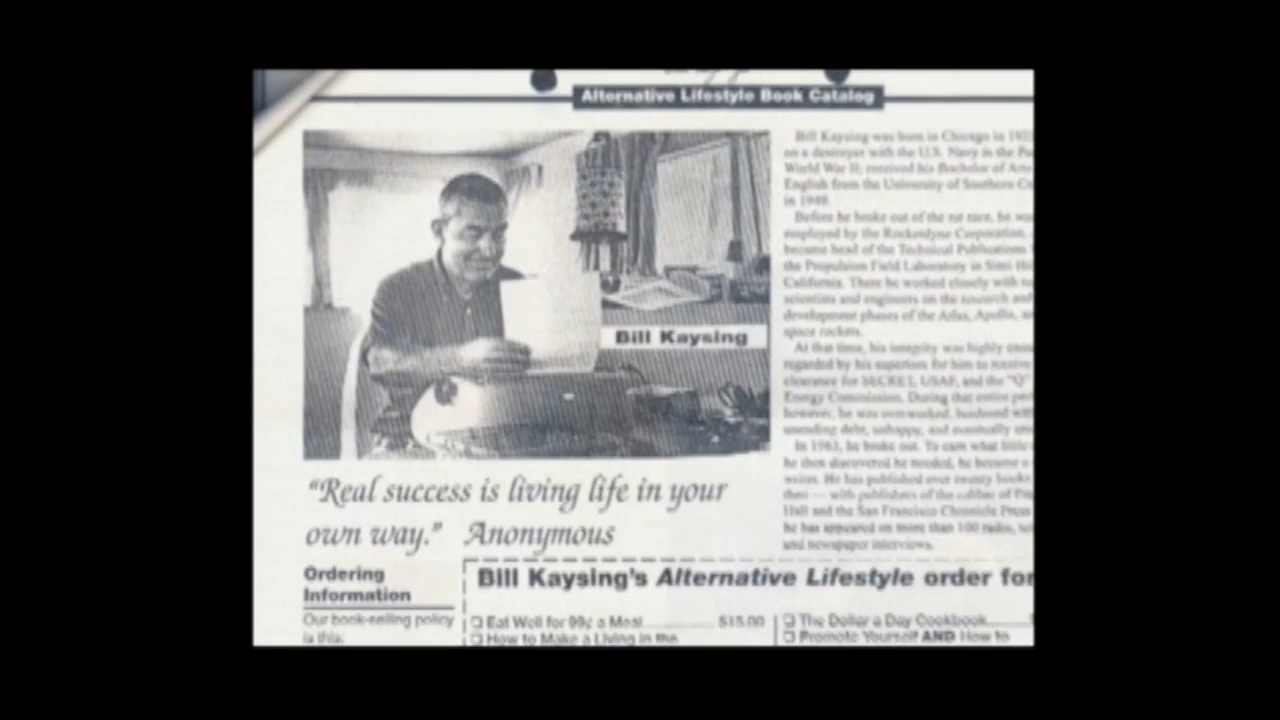 Alternative Lifestyle Book Catalog
Bill Kaysing was born in Chicago in
on a destroyer with the U.S. Navy in the
World War II; received his Bachelor of
English from the University of Southern
in 1949.
Before he broke out of the rat race, he
employed by the Rocketdyne Corporation,
became head of the Technical Publications
the Propulsion Field Laboratory in Simi
California. There he worked closely with
scientists and engineers on the research and
development phases of the Atlas, Apollo,
space rockets.
At that time, his integrity was highly
regarded by his superiors for him to receive
clearance for SECRET, USAF, and the "Q"
Energy Commission. During that entire
however, he was overworked, burdened
unending debt, unhappy, and eventually
In 1963, he broke out. To earn what little
he then discovered he needed, he became a
He has published over twenty books
with publishers of the caliber of
Hall and the San Francisco Chronicle Press
he has appeared on more than 100 radio,
and newspaper interviews.
Bill Kaysing
“Real success is living life in your
own way.” Anonymous
Ordering
Information
Our book-selling policy
is this:
Bill Kaysing's Alternative Lifestyle order for
Eat Well for 99¢ a Meal $15.00
How to Make a Living in the
The Dollar a Day Cookbook
Promote Yourself AND How to